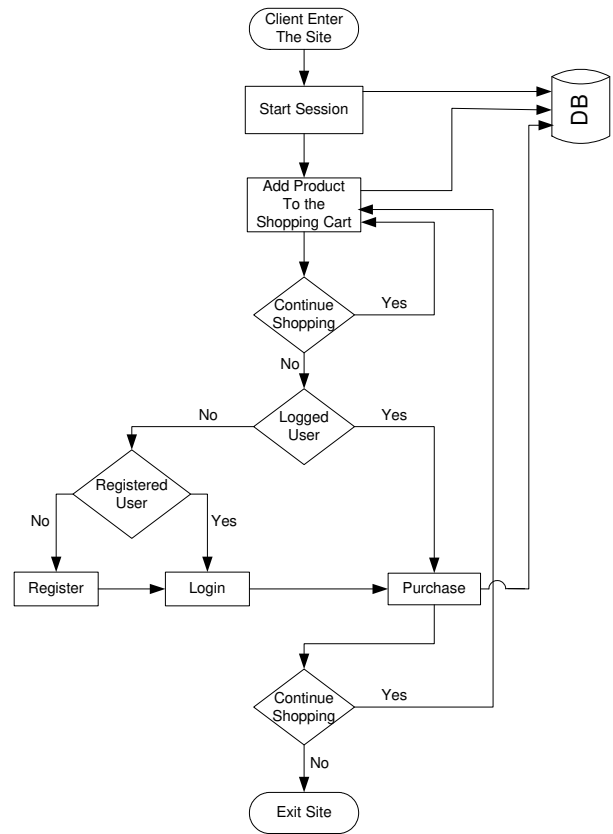 Client Enter
The Site
Start Session
DB
Add Product
To the
Shopping Cart
Continue
Shopping
Yes
No
Logged
User
No
Yes
Registered
User
No
Yes
Register
Login
Purchase
Continue
Shopping
Yes
No
Exit Site